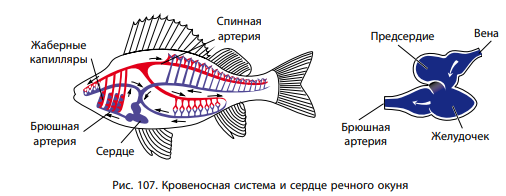 Спинная
артерия
Жаберные
капилляры
Брюшная
артерия
Сердце
Предсердие
Вена
Брюшная
артерия
Желудочек
Рис. 107. Кровеносная система и сердце речного окуня